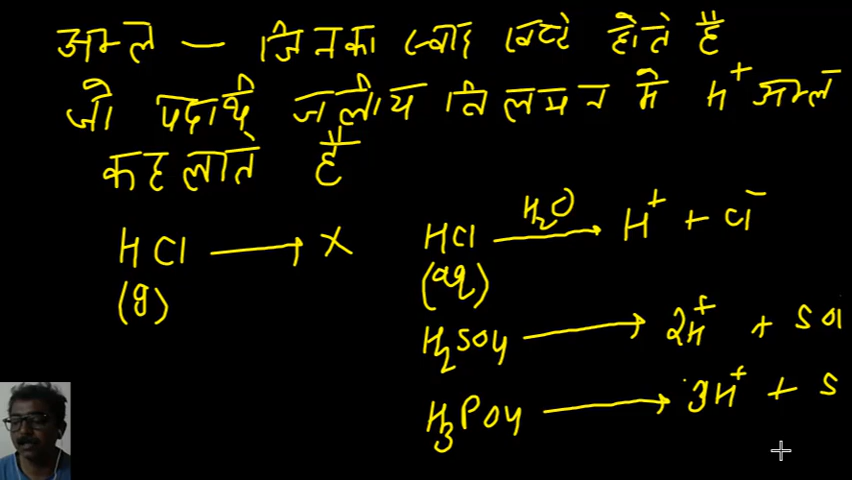 अम्ल — जिनका स्वाद खट्टे होते है
जो पदार्थ जलीय विलयन मे H⁺ अम्ल
कहलाते है
HCl ⟶ X
(g)
HCl H₂O ⟶ H⁺ + Cl⁻
(aq)
H₂SO₄ ⟶ 2H⁺ + SO
H₃PO₄ ⟶ 3H⁺ + S